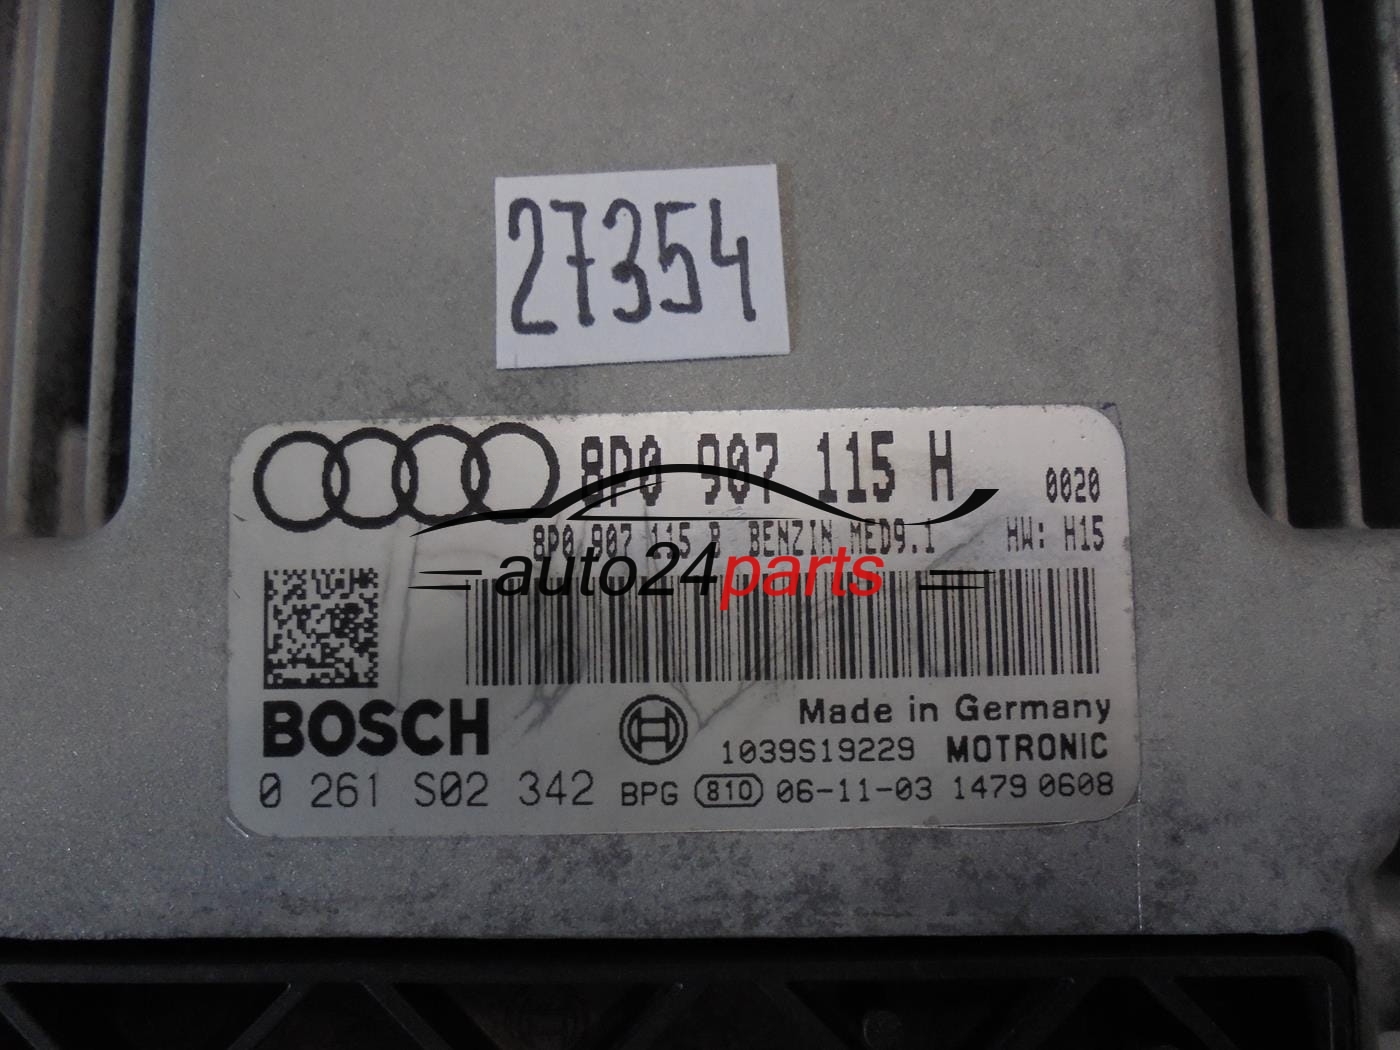 27354
8P0 907 115 H 0020
8P0 907 115 B BENZIN MED9.1 HW: H15
auto24parts
BOSCH
Made in Germany
1039S19229 MOTRONIC
0 261 S02 342 BPG 810 06-11-03 1479 0608